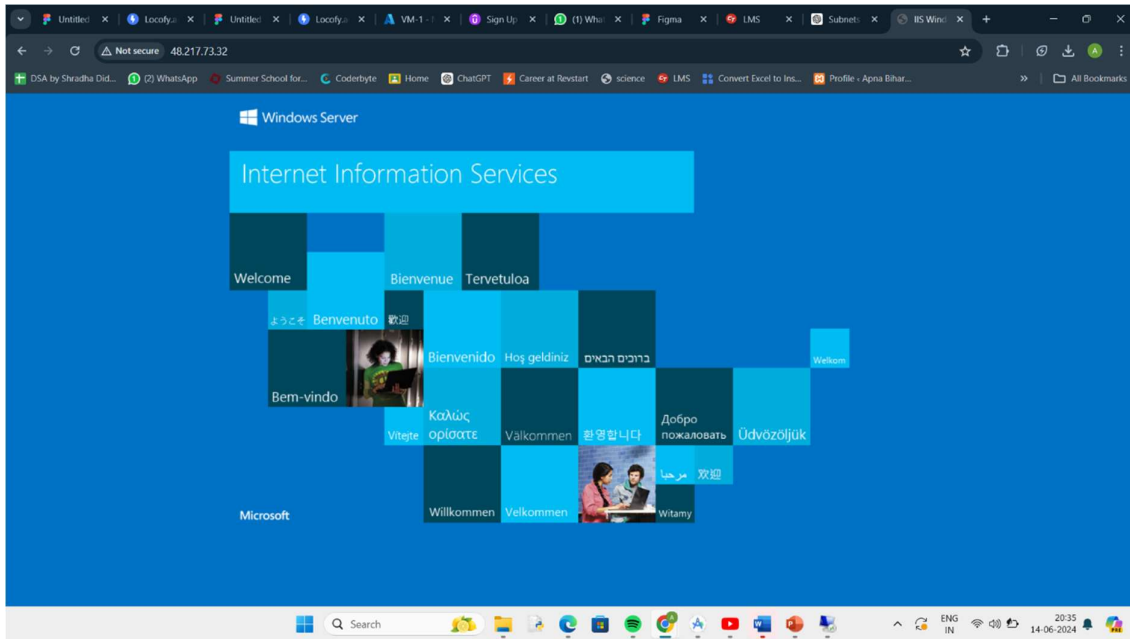 Untitled
Locofy.a
Untitled
Locofy.a
VM-1 -
Sign Up
(1) What
Figma
LMS
Subnets
IIS Wind
Not secure
48.217.73.32
DSA by Shradha Did...
(2) WhatsApp
Summer School for...
Coderbyte
Home
ChatGPT
Career at Revstart
science
LMS
Convert Excel to Ins...
Profile - Apna Bihar...
All Bookmarks
Windows Server
Internet Information Services
Welcome
Bienvenue
Tervetuloa
ようこそ
Benvenuto
歡迎
Bienvenido
Hoş geldiniz
ברוכים הבאים
Welkom
Bem-vindo
Vítejte
Καλώς
ορίσατε
Välkommen
환영합니다
Добро
пожаловать
Üdvözöljük
مرحبا
欢迎
Microsoft
Willkommen
Velkommen
Witamy
Search
ENG
IN
20:35
14-06-2024